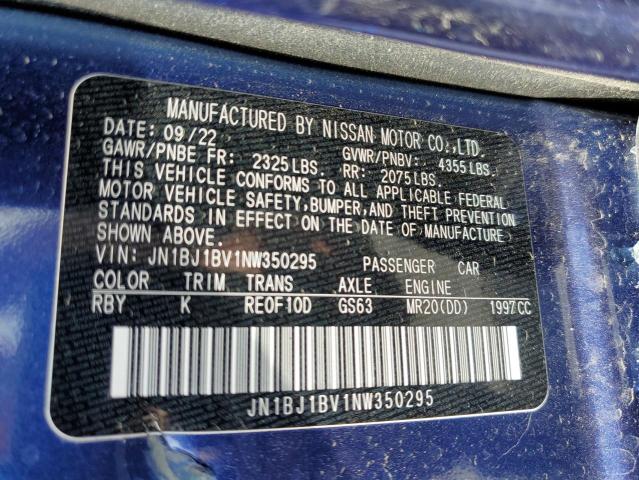 MANUFACTURED BY NISSAN MOTOR CO.,LTD.
DATE: 09/22 GVWR/PNBV: 4355 LBS.
GAWR/PNBE FR: 2325 LBS. RR: 2075 LBS.
THIS VEHICLE CONFORMS TO ALL APPLICABLE FEDERAL
MOTOR VEHICLE SAFETY, BUMPER, AND THEFT PREVENTION
STANDARDS IN EFFECT ON THE DATE OF MANUFACTURE
SHOWN ABOVE.
VIN: JN1BJ1BV1NW350295 PASSENGER CAR
COLOR TRIM TRANS AXLE ENGINE
RBY K RE0F10D GS63 MR20(DD) 1997CC
JN1BJ1BV1NW350295